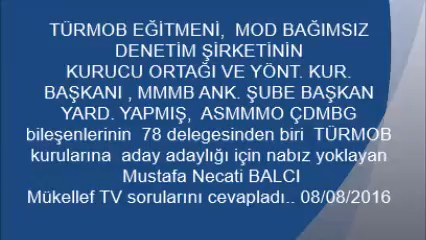 TÜRMOB EĞİTMENİ,  MOD BAĞIMSIZ
DENETİM ŞİRKETİNİN
KURUCU ORTAĞI VE YÖNT. KUR.
BAŞKANI , MMMB ANK. ŞUBE BAŞKAN
YARD. YAPMIŞ,  ASMMMO ÇDMBG
bileşenlerinin  78 delegesinden biri  TÜRMOB
kurularına  aday adaylığı için nabız yoklayan
Mustafa Necati BALCI
Mükellef TV sorularını cevapladı.. 08/08/2016